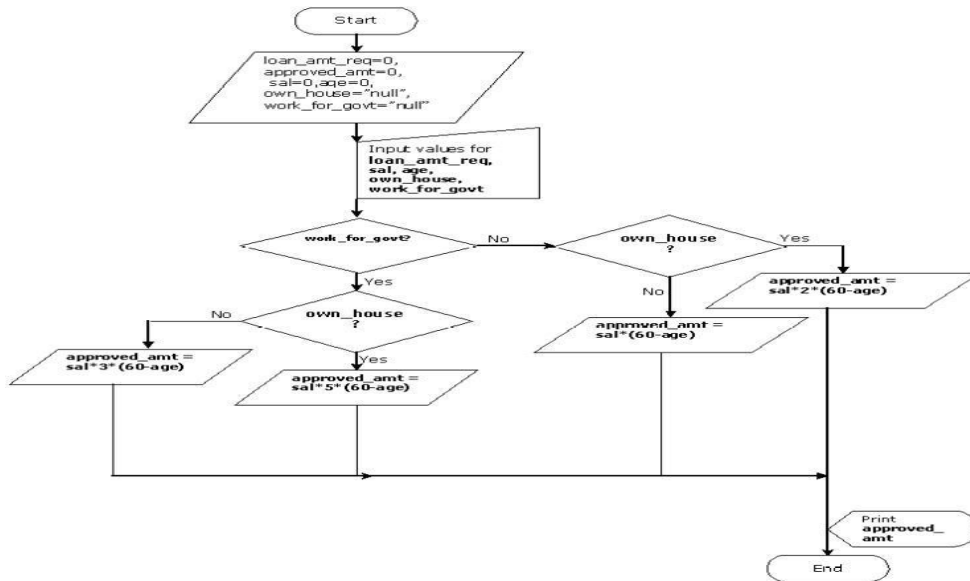 Start
loan_amt_req=0,
approved_amt=0,
sal=0,age=0,
own_house="null",
work_for_govt="null"
Input values for
loan_amt_req,
sal, age,
own_house,
work_for_govt
work_for_govt?
No
own_house
?
Yes
Yes
No
approved_amt =
sal*2*(60-age)
No
own_house
?
approved_amt =
sal*(60-age)
approved_amt =
sal*3*(60-age)
Yes
approved_amt =
sal*5*(60-age)
Print
approved_
amt
End